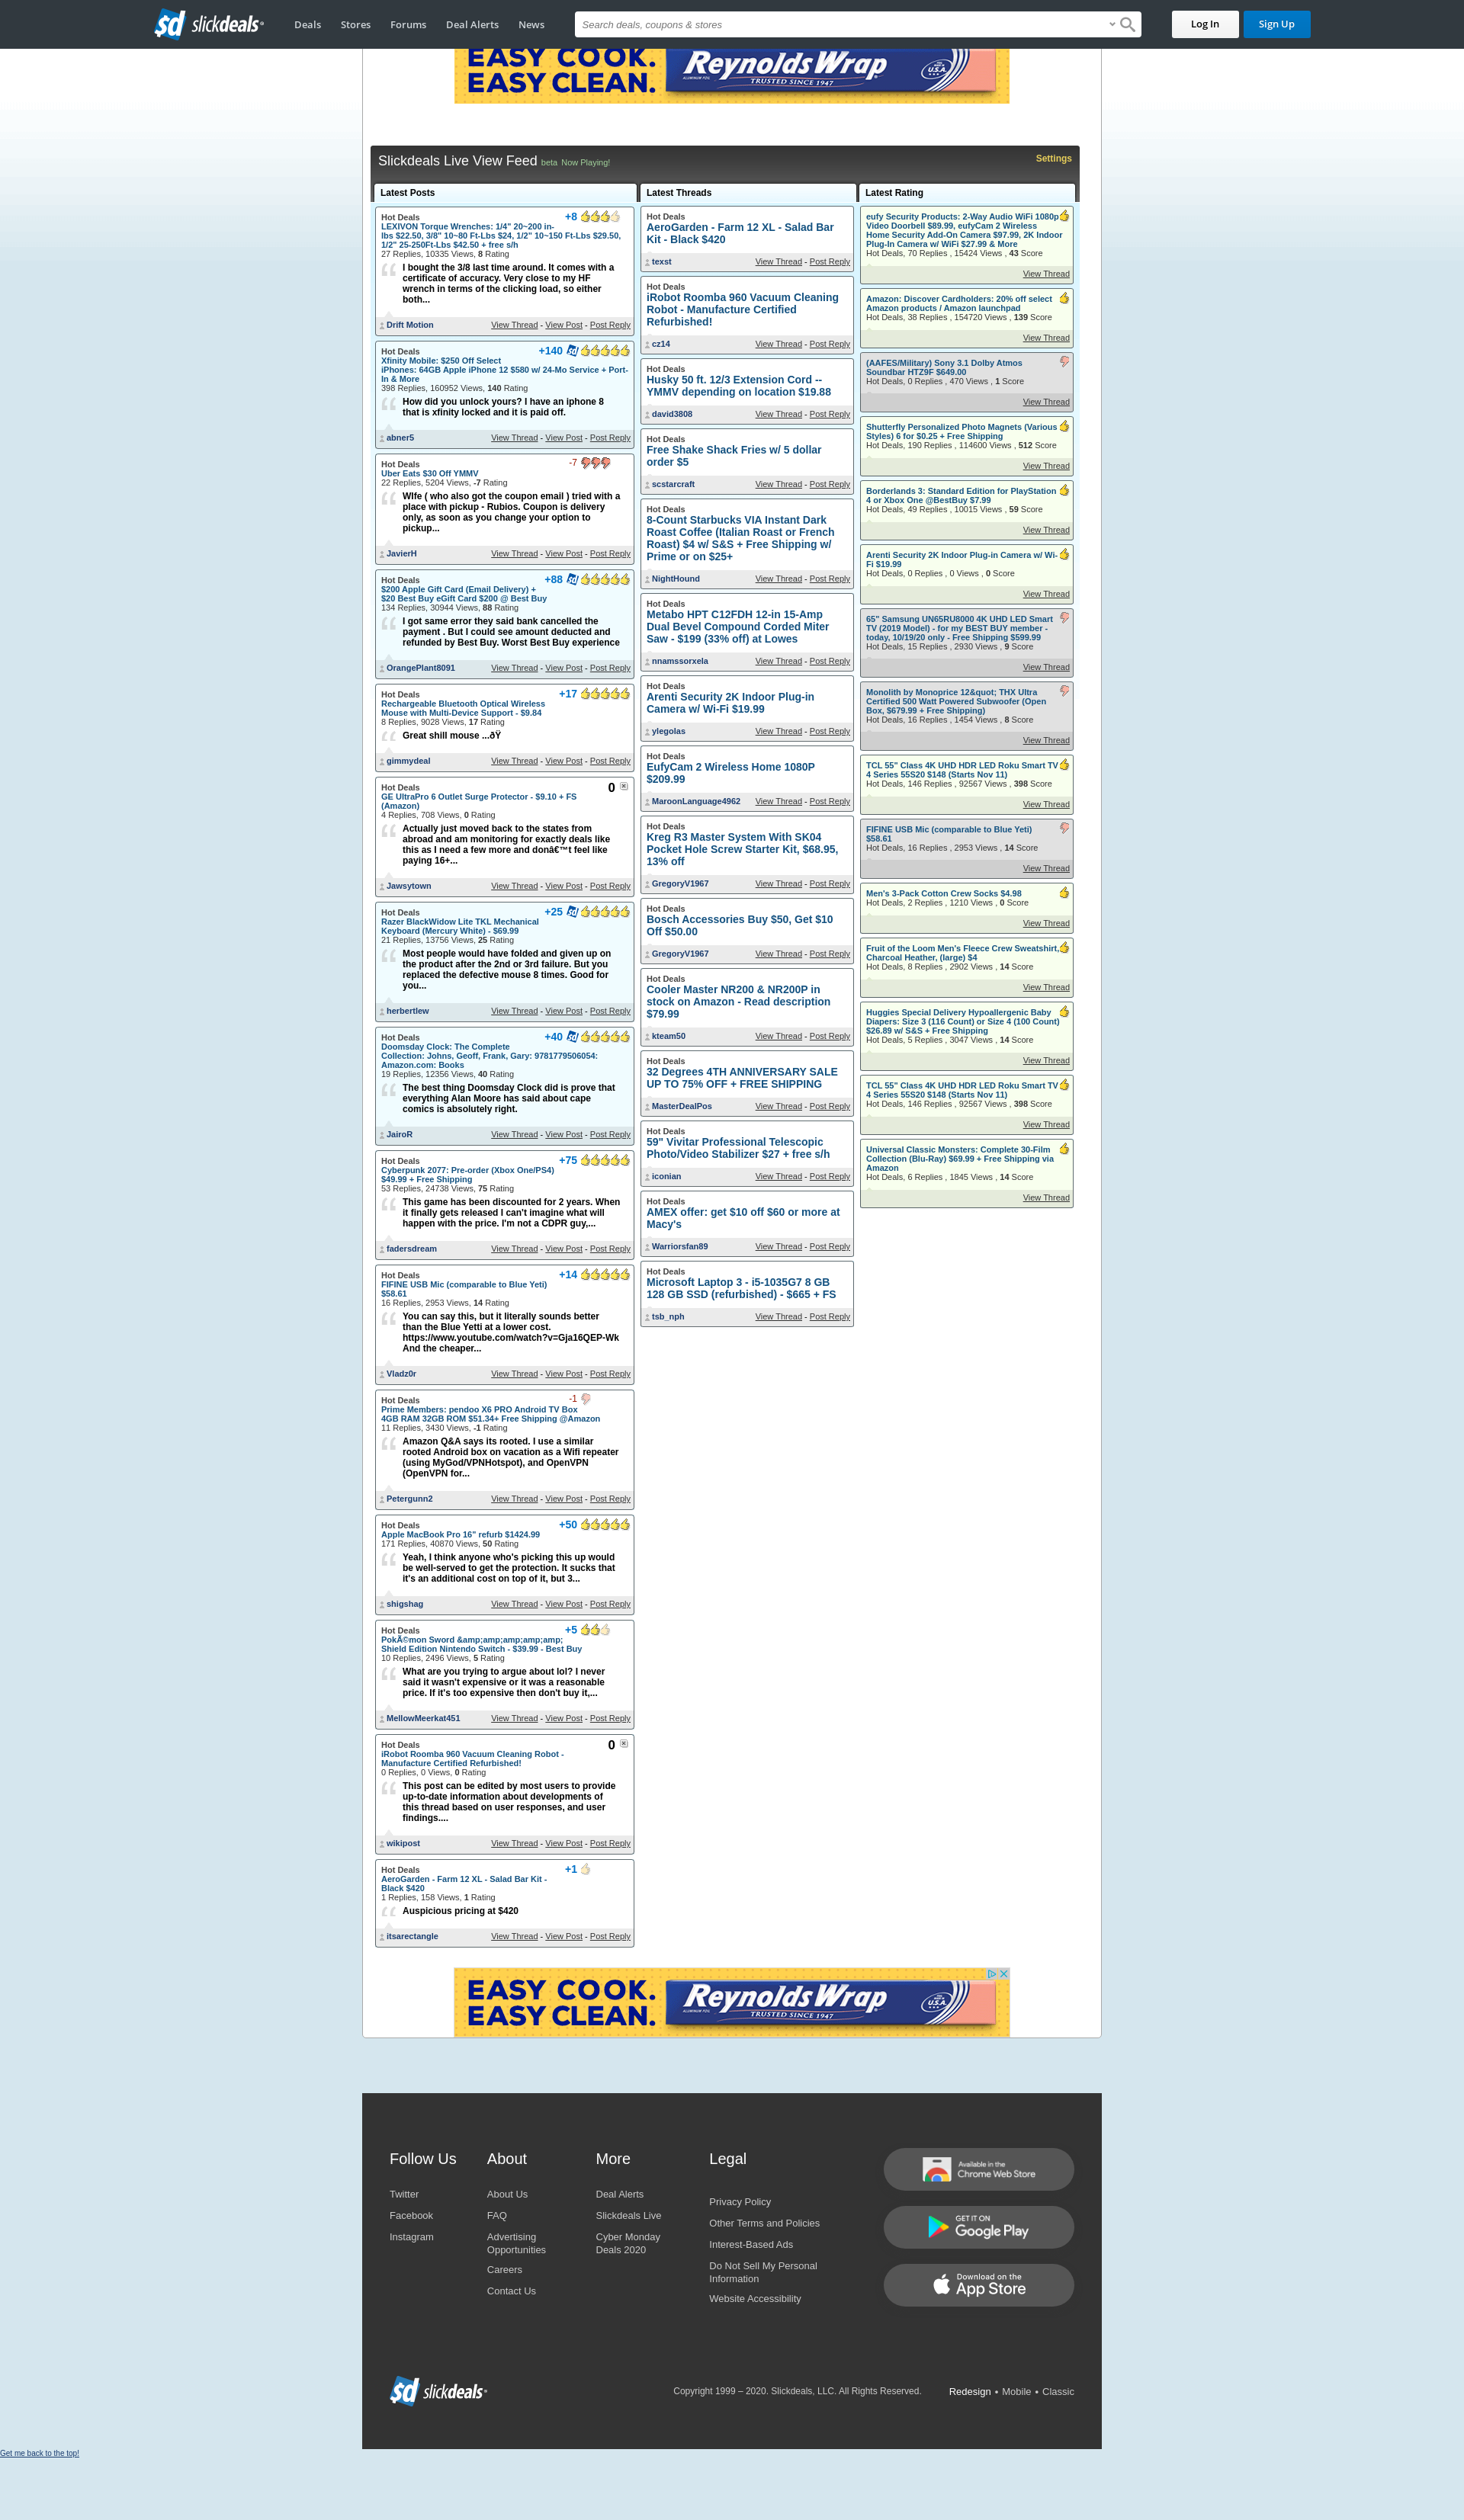 slickdeals
Deals
Stores
Forums
Deal Alerts
News
Search deals, coupons & stores
Log In
Sign Up
EASY COOK.
EASY CLEAN.
Reynolds Wrap
TRUSTED SINCE 1947
U.S.A.
Slickdeals Live View Feed beta Now Playing!
Settings
Latest Posts
Hot Deals
+8
LEXIVON Torque Wrenches: 1/4" 20~200 in-
lbs $22.50, 3/8" 10~80 Ft-Lbs $24, 1/2" 10~150 Ft-Lbs $29.50,
1/2" 25-250Ft-Lbs $42.50 + free s/h
27 Replies, 10335 Views, 8 Rating
I bought the 3/8 last time around. It comes with a
certificate of accuracy. Very close to my HF
wrench in terms of the clicking load, so either
both...
Drift Motion
View Thread - View Post - Post Reply
Hot Deals
+140
Xfinity Mobile: $250 Off Select
iPhones: 64GB Apple iPhone 12 $580 w/ 24-Mo Service + Port-
In & More
398 Replies, 160952 Views, 140 Rating
How did you unlock yours? I have an iphone 8
that is xfinity locked and it is paid off.
abner5
View Thread - View Post - Post Reply
Hot Deals
-7
Uber Eats $30 Off YMMV
22 Replies, 5204 Views, -7 Rating
WIfe ( who also got the coupon email ) tried with a
place with pickup - Rubios. Coupon is delivery
only, as soon as you change your option to
pickup...
JavierH
View Thread - View Post - Post Reply
Hot Deals
+88
$200 Apple Gift Card (Email Delivery) +
$20 Best Buy eGift Card $200 @ Best Buy
134 Replies, 30944 Views, 88 Rating
I got same error they said bank cancelled the
payment . But I could see amount deducted and
refunded by Best Buy. Worst Best Buy experience
OrangePlant8091
View Thread - View Post - Post Reply
Hot Deals
+17
Rechargeable Bluetooth Optical Wireless
Mouse with Multi-Device Support - $9.84
8 Replies, 9028 Views, 17 Rating
Great shill mouse ...ðŸ
gimmydeal
View Thread - View Post - Post Reply
Hot Deals
0
GE UltraPro 6 Outlet Surge Protector - $9.10 + FS
(Amazon)
4 Replies, 708 Views, 0 Rating
Actually just moved back to the states from
abroad and am monitoring for exactly deals like
this as I need a few more and donâ€™t feel like
paying 16+...
Jawsytown
View Thread - View Post - Post Reply
Hot Deals
+25
Razer BlackWidow Lite TKL Mechanical
Keyboard (Mercury White) - $69.99
21 Replies, 13756 Views, 25 Rating
Most people would have folded and given up on
the product after the 2nd or 3rd failure. But you
replaced the defective mouse 8 times. Good for
you...
herbertlew
View Thread - View Post - Post Reply
Hot Deals
+40
Doomsday Clock: The Complete
Collection: Johns, Geoff, Frank, Gary: 9781779506054:
Amazon.com: Books
19 Replies, 12356 Views, 40 Rating
The best thing Doomsday Clock did is prove that
everything Alan Moore has said about cape
comics is absolutely right.
JairoR
View Thread - View Post - Post Reply
Hot Deals
+75
Cyberpunk 2077: Pre-order (Xbox One/PS4)
$49.99 + Free Shipping
53 Replies, 24738 Views, 75 Rating
This game has been discounted for 2 years. When
it finally gets released I can't imagine what will
happen with the price. I'm not a CDPR guy,...
fadersdream
View Thread - View Post - Post Reply
Hot Deals
+14
FIFINE USB Mic (comparable to Blue Yeti)
$58.61
16 Replies, 2953 Views, 14 Rating
You can say this, but it literally sounds better
than the Blue Yetti at a lower cost.
https://www.youtube.com/watch?v=Gja16QEP-Wk
And the cheaper...
Vladz0r
View Thread - View Post - Post Reply
Hot Deals
-1
Prime Members: pendoo X6 PRO Android TV Box
4GB RAM 32GB ROM $51.34+ Free Shipping @Amazon
11 Replies, 3430 Views, -1 Rating
Amazon Q&A says its rooted. I use a similar
rooted Android box on vacation as a Wifi repeater
(using MyGod/VPNHotspot), and OpenVPN
(OpenVPN for...
Petergunn2
View Thread - View Post - Post Reply
Hot Deals
+50
Apple MacBook Pro 16" refurb $1424.99
171 Replies, 40870 Views, 50 Rating
Yeah, I think anyone who's picking this up would
be well-served to get the protection. It sucks that
it's an additional cost on top of it, but 3...
shigshag
View Thread - View Post - Post Reply
Hot Deals
+5
PokÃ©mon Sword &amp;amp;amp;amp;amp;
Shield Edition Nintendo Switch - $39.99 - Best Buy
10 Replies, 2496 Views, 5 Rating
What are you trying to argue about lol? I never
said it wasn't expensive or it was a reasonable
price. If it's too expensive then don't buy it,...
MellowMeerkat451
View Thread - View Post - Post Reply
Hot Deals
0
iRobot Roomba 960 Vacuum Cleaning Robot -
Manufacture Certified Refurbished!
0 Replies, 0 Views, 0 Rating
This post can be edited by most users to provide
up-to-date information about developments of
this thread based on user responses, and user
findings....
wikipost
View Thread - View Post - Post Reply
Hot Deals
+1
AeroGarden - Farm 12 XL - Salad Bar Kit -
Black $420
1 Replies, 158 Views, 1 Rating
Auspicious pricing at $420
itsarectangle
View Thread - View Post - Post Reply
Latest Threads
Hot Deals
AeroGarden - Farm 12 XL - Salad Bar
Kit - Black $420
texst
View Thread - Post Reply
Hot Deals
iRobot Roomba 960 Vacuum Cleaning
Robot - Manufacture Certified
Refurbished!
cz14
View Thread - Post Reply
Hot Deals
Husky 50 ft. 12/3 Extension Cord --
YMMV depending on location $19.88
david3808
View Thread - Post Reply
Hot Deals
Free Shake Shack Fries w/ 5 dollar
order $5
scstarcraft
View Thread - Post Reply
Hot Deals
8-Count Starbucks VIA Instant Dark
Roast Coffee (Italian Roast or French
Roast) $4 w/ S&S + Free Shipping w/
Prime or on $25+
NightHound
View Thread - Post Reply
Hot Deals
Metabo HPT C12FDH 12-in 15-Amp
Dual Bevel Compound Corded Miter
Saw - $199 (33% off) at Lowes
nnamssorxela
View Thread - Post Reply
Hot Deals
Arenti Security 2K Indoor Plug-in
Camera w/ Wi-Fi $19.99
ylegolas
View Thread - Post Reply
Hot Deals
EufyCam 2 Wireless Home 1080P
$209.99
MaroonLanguage4962
View Thread - Post Reply
Hot Deals
Kreg R3 Master System With SK04
Pocket Hole Screw Starter Kit, $68.95,
13% off
GregoryV1967
View Thread - Post Reply
Hot Deals
Bosch Accessories Buy $50, Get $10
Off $50.00
GregoryV1967
View Thread - Post Reply
Hot Deals
Cooler Master NR200 & NR200P in
stock on Amazon - Read description
$79.99
kteam50
View Thread - Post Reply
Hot Deals
32 Degrees 4TH ANNIVERSARY SALE
UP TO 75% OFF + FREE SHIPPING
MasterDealPos
View Thread - Post Reply
Hot Deals
59" Vivitar Professional Telescopic
Photo/Video Stabilizer $27 + free s/h
iconian
View Thread - Post Reply
Hot Deals
AMEX offer: get $10 off $60 or more at
Macy's
Warriorsfan89
View Thread - Post Reply
Hot Deals
Microsoft Laptop 3 - i5-1035G7 8 GB
128 GB SSD (refurbished) - $665 + FS
tsb_nph
View Thread - Post Reply
Latest Rating
eufy Security Products: 2-Way Audio WiFi 1080p
Video Doorbell $89.99, eufyCam 2 Wireless
Home Security Add-On Camera $97.99, 2K Indoor
Plug-In Camera w/ WiFi $27.99 & More
Hot Deals, 70 Replies , 15424 Views , 43 Score
View Thread
Amazon: Discover Cardholders: 20% off select
Amazon products / Amazon launchpad
Hot Deals, 38 Replies , 154720 Views , 139 Score
View Thread
(AAFES/Military) Sony 3.1 Dolby Atmos
Soundbar HTZ9F $649.00
Hot Deals, 0 Replies , 470 Views , 1 Score
View Thread
Shutterfly Personalized Photo Magnets (Various
Styles) 6 for $0.25 + Free Shipping
Hot Deals, 190 Replies , 114600 Views , 512 Score
View Thread
Borderlands 3: Standard Edition for PlayStation
4 or Xbox One @BestBuy $7.99
Hot Deals, 49 Replies , 10015 Views , 59 Score
View Thread
Arenti Security 2K Indoor Plug-in Camera w/ Wi-
Fi $19.99
Hot Deals, 0 Replies , 0 Views , 0 Score
View Thread
65" Samsung UN65RU8000 4K UHD LED Smart
TV (2019 Model) - for my BEST BUY member -
today, 10/19/20 only - Free Shipping $599.99
Hot Deals, 15 Replies , 2930 Views , 9 Score
View Thread
Monolith by Monoprice 12&quot; THX Ultra
Certified 500 Watt Powered Subwoofer (Open
Box, $679.99 + Free Shipping)
Hot Deals, 16 Replies , 1454 Views , 8 Score
View Thread
TCL 55" Class 4K UHD HDR LED Roku Smart TV
4 Series 55S20 $148 (Starts Nov 11)
Hot Deals, 146 Replies , 92567 Views , 398 Score
View Thread
FIFINE USB Mic (comparable to Blue Yeti)
$58.61
Hot Deals, 16 Replies , 2953 Views , 14 Score
View Thread
Men's 3-Pack Cotton Crew Socks $4.98
Hot Deals, 2 Replies , 1210 Views , 0 Score
View Thread
Fruit of the Loom Men's Fleece Crew Sweatshirt,
Charcoal Heather, (large) $4
Hot Deals, 8 Replies , 2902 Views , 14 Score
View Thread
Huggies Special Delivery Hypoallergenic Baby
Diapers: Size 3 (116 Count) or Size 4 (100 Count)
$26.89 w/ S&S + Free Shipping
Hot Deals, 5 Replies , 3047 Views , 14 Score
View Thread
TCL 55" Class 4K UHD HDR LED Roku Smart TV
4 Series 55S20 $148 (Starts Nov 11)
Hot Deals, 146 Replies , 92567 Views , 398 Score
View Thread
Universal Classic Monsters: Complete 30-Film
Collection (Blu-Ray) $69.99 + Free Shipping via
Amazon
Hot Deals, 6 Replies , 1845 Views , 14 Score
View Thread
EASY COOK.
EASY CLEAN.
Reynolds Wrap
TRUSTED SINCE 1947
U.S.A.
Follow Us
Twitter
Facebook
Instagram
About
About Us
FAQ
Advertising
Opportunities
Careers
Contact Us
More
Deal Alerts
Slickdeals Live
Cyber Monday
Deals 2020
Legal
Privacy Policy
Other Terms and Policies
Interest-Based Ads
Do Not Sell My Personal
Information
Website Accessibility
Available in the
Chrome Web Store
GET IT ON
Google Play
Download on the
App Store
slickdeals
Copyright 1999 – 2020. Slickdeals, LLC. All Rights Reserved.
Redesign • Mobile • Classic
Get me back to the top!